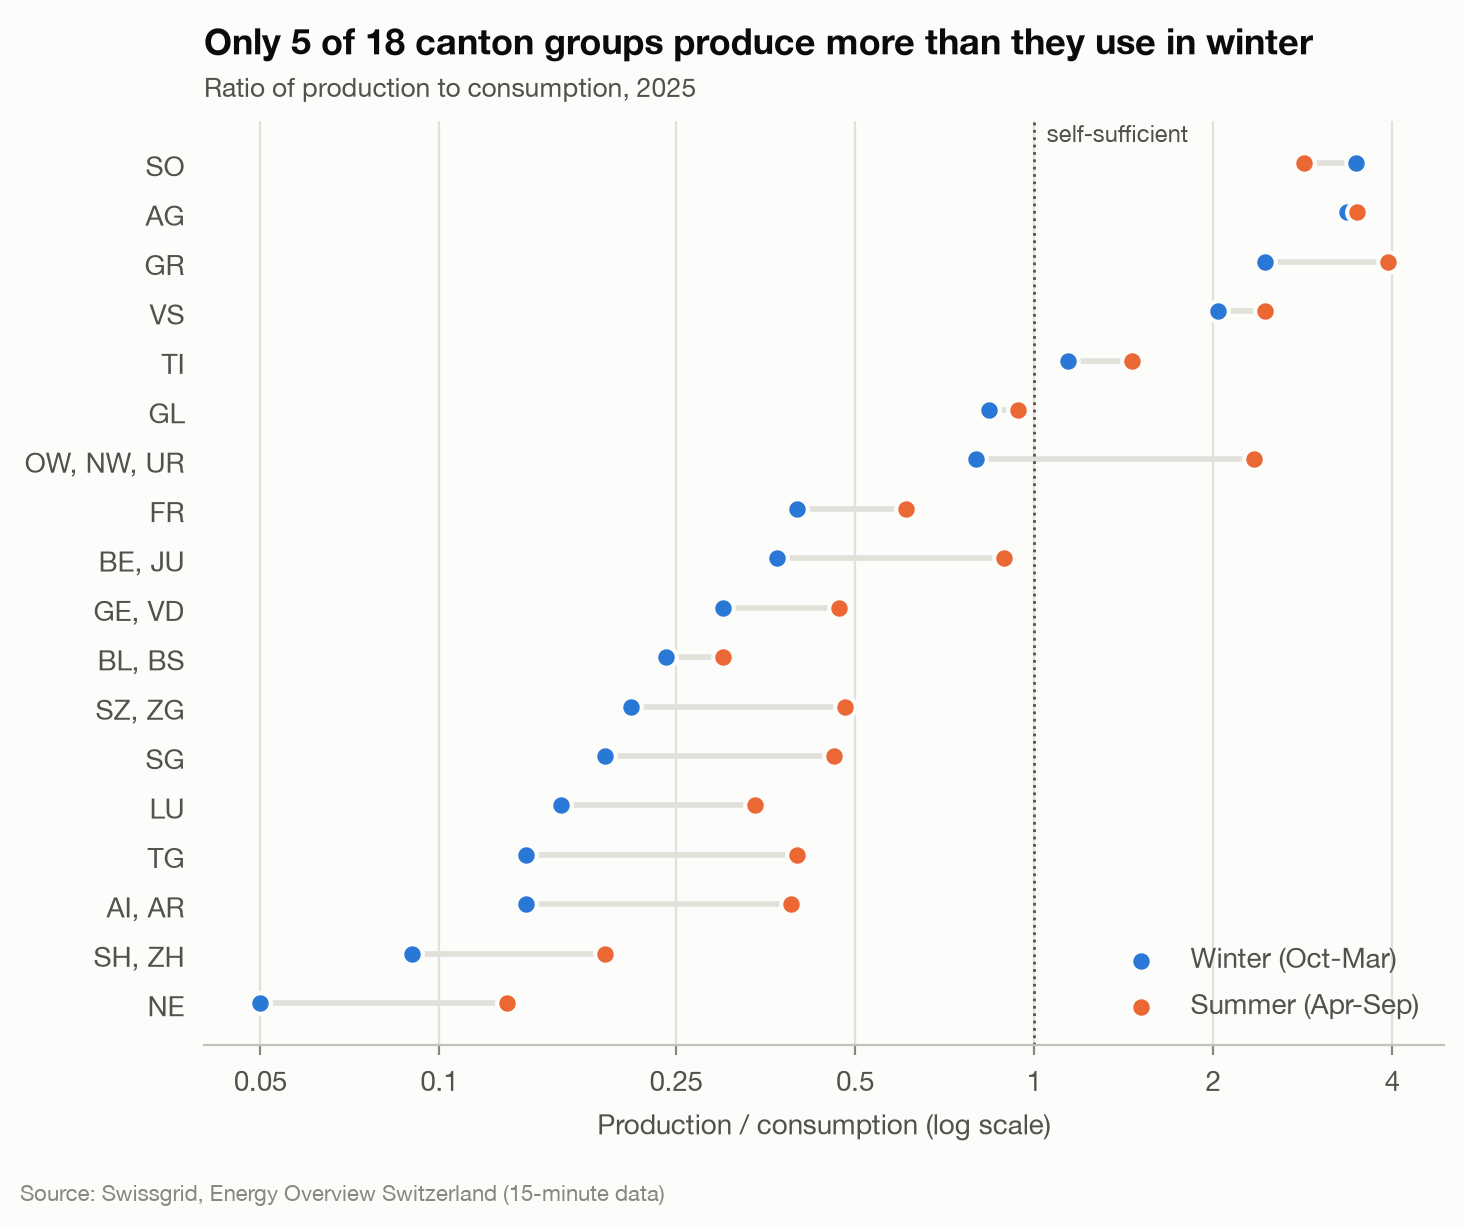 Only 5 of 18 canton groups produce more than they use in winter
Ratio of production to consumption, 2025
self-sufficient
SO
AG
GR
VS
TI
GL
OW, NW, UR
FR
BE, JU
GE, VD
BL, BS
SZ, ZG
SG
LU
TG
AI, AR
SH, ZH
NE
Winter (Oct-Mar)
Summer (Apr-Sep)
0.05 0.1 0.25 0.5 1 2 4
Production / consumption (log scale)
Source: Swissgrid, Energy Overview Switzerland (15-minute data)